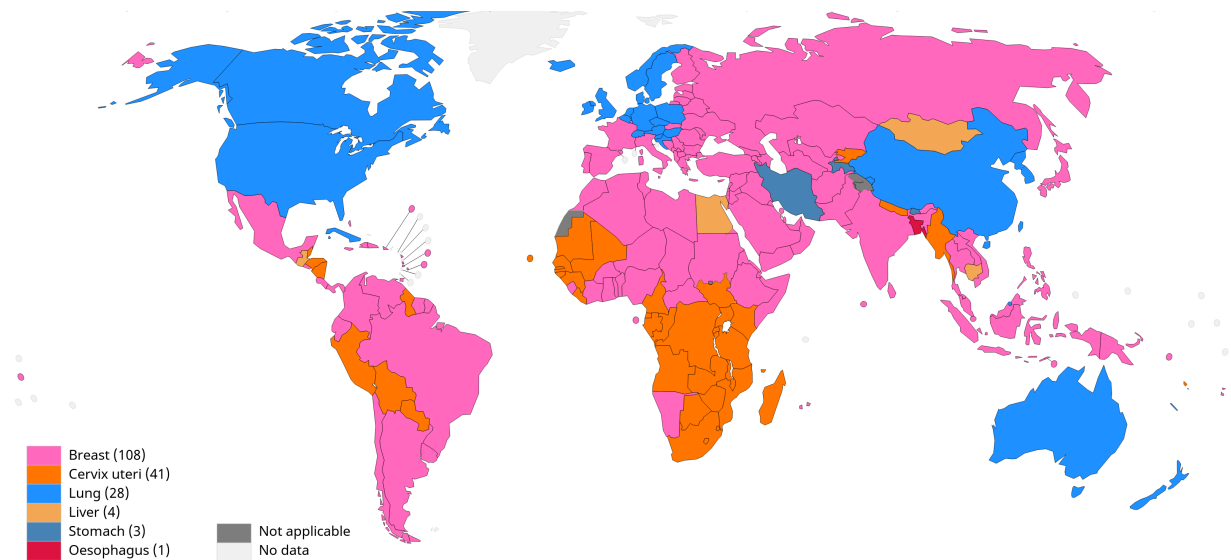 Breast (108)
Cervix uteri (41)
Lung (28)
Liver (4)
Stomach (3)
Oesophagus (1)
Not applicable
No data